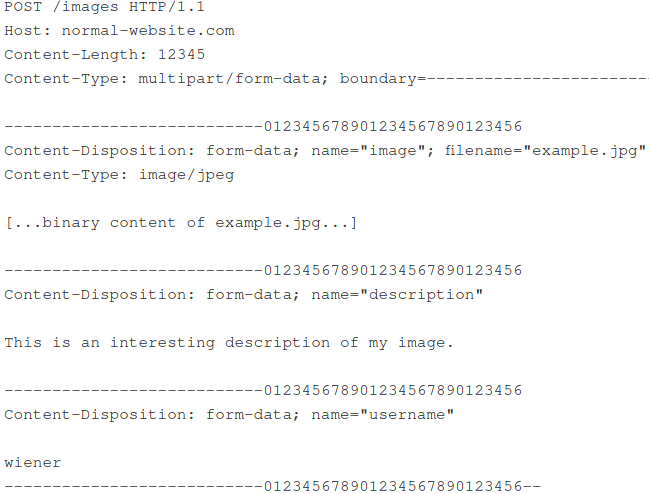 POST /images HTTP/1.1
Host: normal-website.com
Content-Length: 12345
Content-Type: multipart/form-data; boundary=------------------------
---------------------------012345678901234567890123456
Content-Disposition: form-data; name="image"; filename="example.jpg"
Content-Type: image/jpeg
[...binary content of example.jpg...]
---------------------------012345678901234567890123456
Content-Disposition: form-data; name="description"
This is an interesting description of my image.
---------------------------012345678901234567890123456
Content-Disposition: form-data; name="username"
wiener
---------------------------012345678901234567890123456--